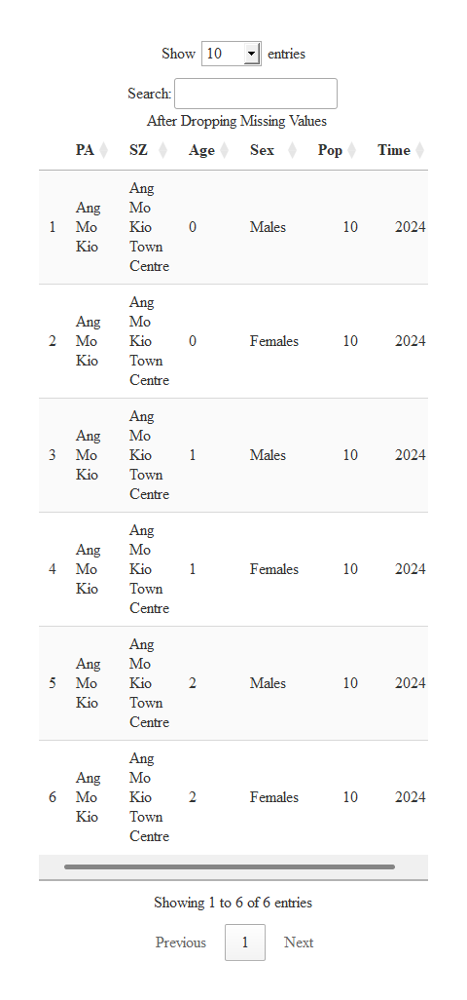 Show 10 entries
Search:
After Dropping Missing Values
PA SZ Age Sex Pop Time
1 Ang Mo Kio Ang Mo Kio Town Centre 0 Males 10 2024
2 Ang Mo Kio Ang Mo Kio Town Centre 0 Females 10 2024
3 Ang Mo Kio Ang Mo Kio Town Centre 1 Males 10 2024
4 Ang Mo Kio Ang Mo Kio Town Centre 1 Females 10 2024
5 Ang Mo Kio Ang Mo Kio Town Centre 2 Males 10 2024
6 Ang Mo Kio Ang Mo Kio Town Centre 2 Females 10 2024
Showing 1 to 6 of 6 entries
Previous 1 Next